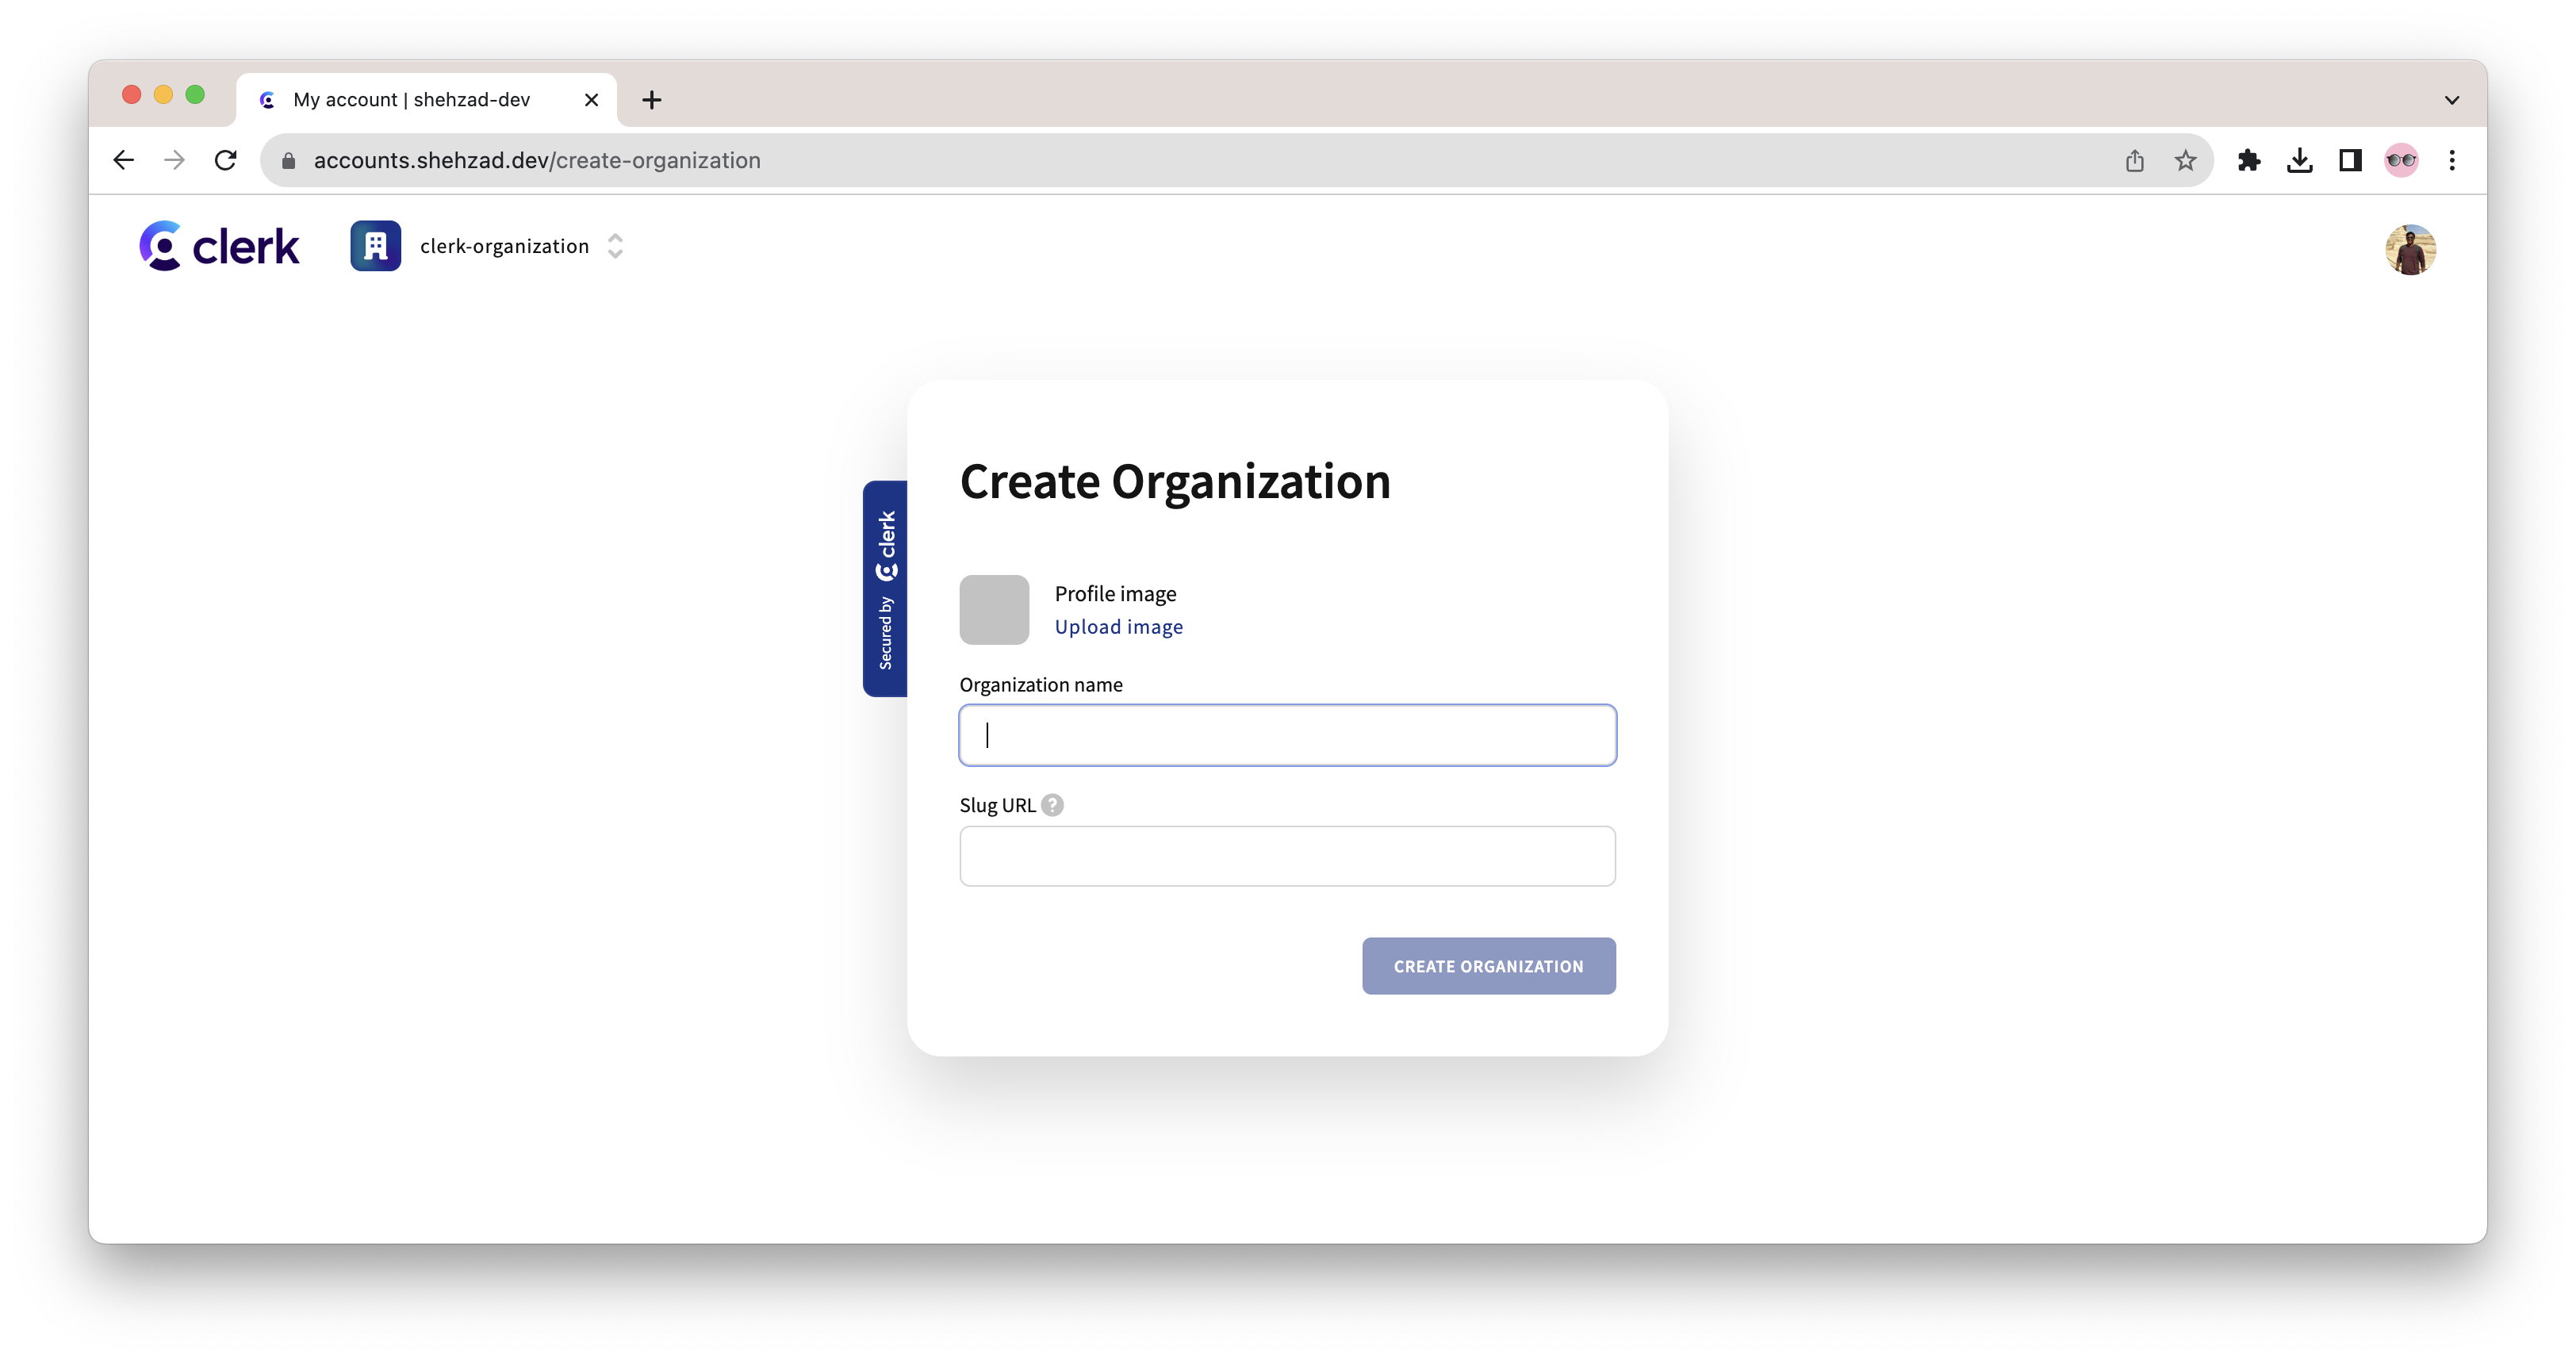 My account | shehzad-dev
accounts.shehzad.dev/create-organization
clerk
clerk-organization
Create Organization
Secured by clerk
Profile image
Upload image
Organization name
Slug URL ?
CREATE ORGANIZATION